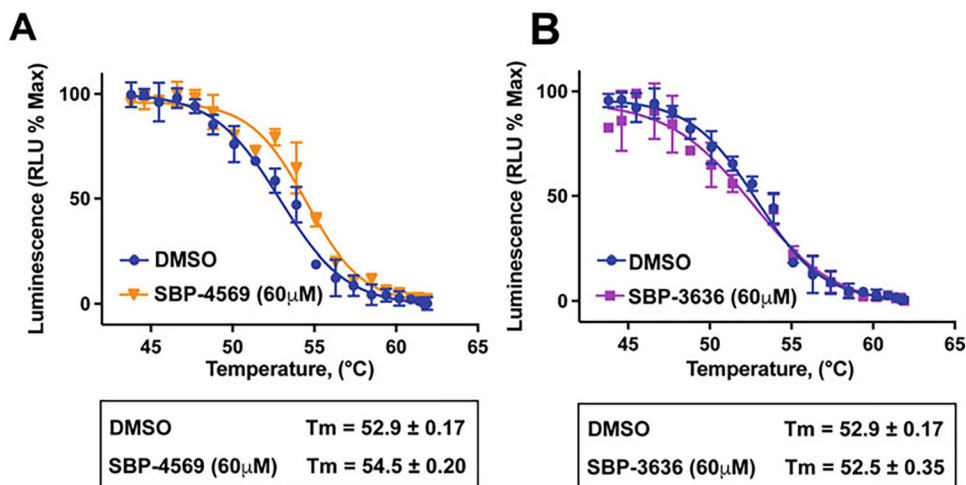 A
Luminescence (RLU % Max)
100
50
0
DMSO
SBP-4569 (60μM)
45 50 55 60 65
Temperature, (°C)
DMSO Tm = 52.9 ± 0.17
SBP-4569 (60μM) Tm = 54.5 ± 0.20
B
Luminescence (RLU % Max)
100
50
0
DMSO
SBP-3636 (60μM)
45 50 55 60 65
Temperature, (°C)
DMSO Tm = 52.9 ± 0.17
SBP-3636 (60μM) Tm = 52.5 ± 0.35